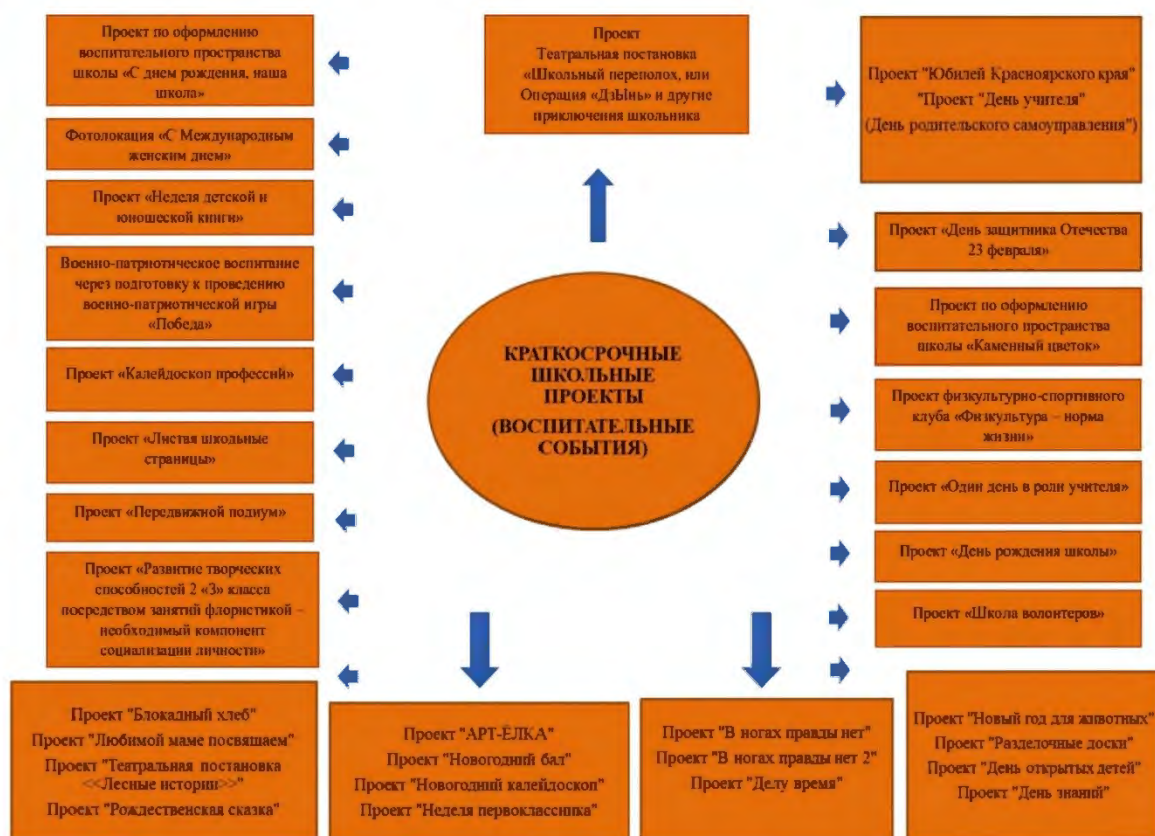 Проект по оформлению
воспитательного пространства
школы «С днем рождения, наша
школа»
Фотолокация «С Международным
женским днем»
Проект «Неделя детской и
юношеской книги»
Военно-патриотическое воспитание
через подготовку к проведению
военно-патриотической игры
«Победа»
Проект «Калейдоскоп профессий»
Проект «Листая школьные
страницы»
Проект «Передвижной подиум»
Проект «Развитие творческих
способностей 2 «З» класса
посредством занятий флористикой –
необходимый компонент
социализации личности»
Проект "Блокадный хлеб"
Проект "Любимой маме посвящаем"
Проект "Театральная постановка
<<Лесные истории>>"
Проект "Рождественская сказка"
Проект
Театральная постановка
«Школьный переполох, или
Операция «ДзЫнь» и другие
приключения школьника
КРАТКОСРОЧНЫЕ
ШКОЛЬНЫЕ
ПРОЕКТЫ
(ВОСПИТАТЕЛЬНЫЕ
СОБЫТИЯ)
Проект "АРТ-ЁЛКА"
Проект "Новогодний бал"
Проект "Новогодний калейдоскоп"
Проект "Неделя первоклассника"
Проект "В ногах правды нет"
Проект "В ногах правды нет 2"
Проект "Делу время"
Проект "Юбилей Красноярского края"
"Проект "День учителя"
(День родительского самоуправления")
Проект «День защитника Отечества
23 февраля»
Проект по оформлению
воспитательного пространства
школы «Каменный цветок»
Проект физкультурно-спортивного
клуба «Физкультура – норма
жизни»
Проект «Один день в роли учителя»
Проект «День рождения школы»
Проект «Школа волонтеров»
Проект "Новый год для животных"
Проект "Разделочные доски"
Проект "День открытых детей"
Проект "День знаний"